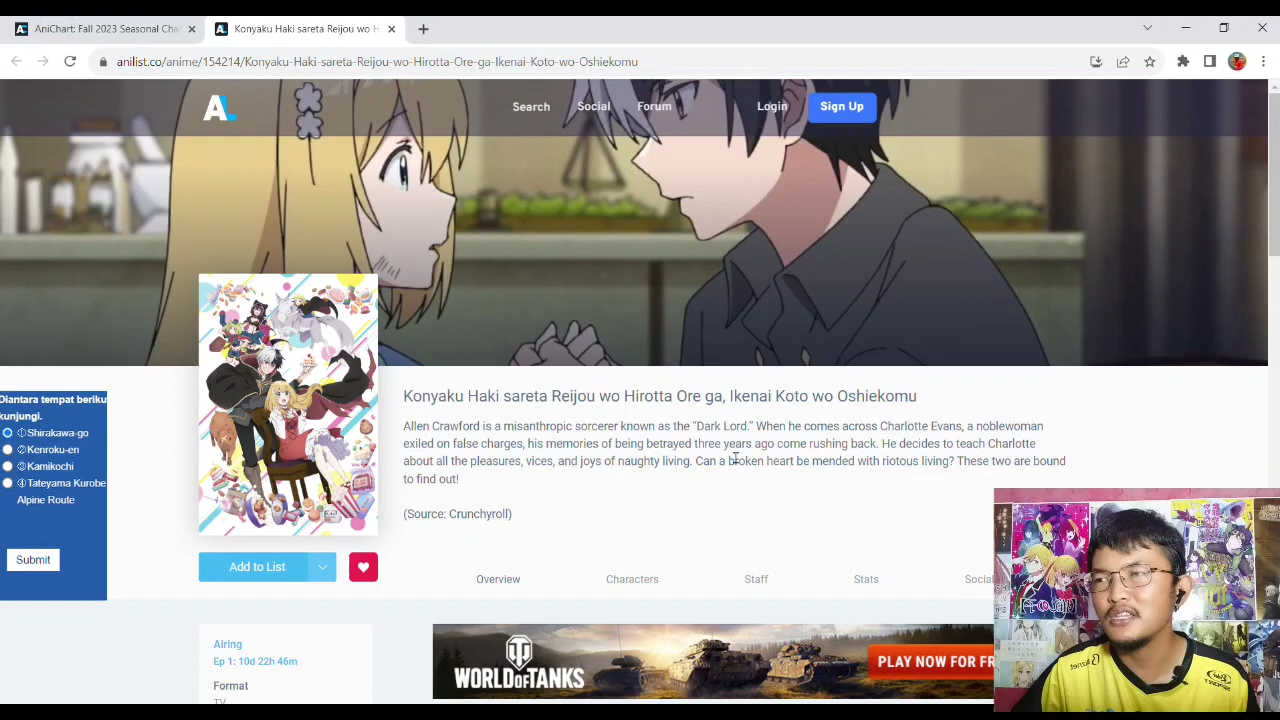 AniChart: Fall 2023 Seasonal Cha
Konyaku Haki sareta Reijou wo H
anilist.co/anime/154214/Konyaku-Haki-sareta-Reijou-wo-Hirotta-Ore-ga-Ikenai-Koto-wo-Oshiekomu
Search Social Forum Login Sign Up
Konyaku Haki sareta Reijou wo Hirotta Ore ga, Ikenai Koto wo Oshiekomu
Allen Crawford is a misanthropic sorcerer known as the “Dark Lord.” When he comes across Charlotte Evans, a noblewoman
exiled on false charges, his memories of being betrayed three years ago come rushing back. He decides to teach Charlotte
about all the pleasures, vices, and joys of naughty living. Can a broken heart be mended with riotous living? These two are bound
to find out!
(Source: Crunchyroll)
Diantara tempat beriku
kunjungi.
①Shirakawa-go
②Kenroku-en
③Kamikochi
④Tateyama Kurobe
Alpine Route
Submit
Add to List
Overview Characters Staff Stats Social
Airing
Ep 1: 10d 22h 46m
Format
TV
WORLD OF TANKS
PLAY NOW FOR FR